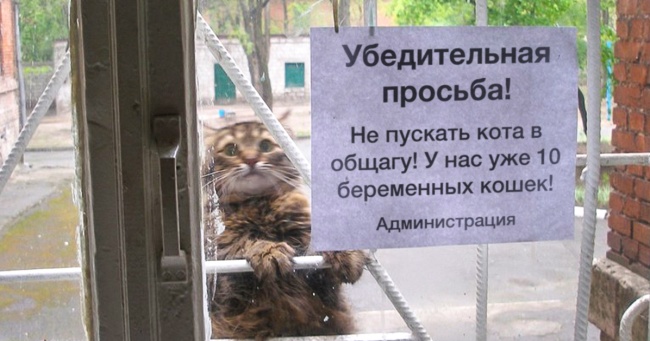 Убедительная
просьба!
Не пускать кота в
общагу! У нас уже 10
беременных кошек!
Администрация